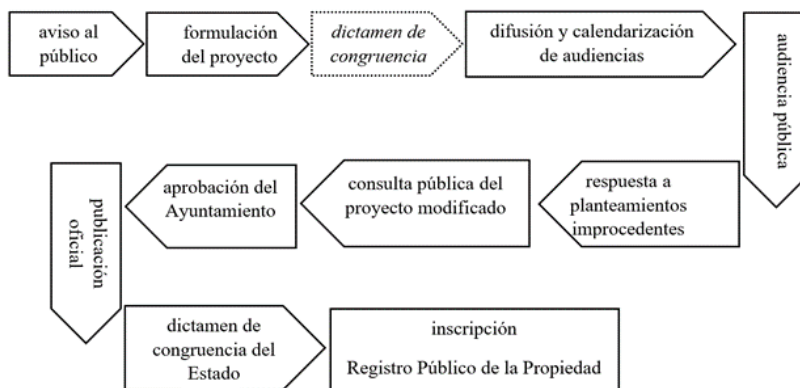 aviso al
público
formulación
del proyecto
dictamen de
congruencia
difusión y calendarización
de audiencias
audiencia pública
respuesta a
planteamientos
improcedentes
consulta pública del
proyecto modificado
aprobación del
Ayuntamiento
publicación
oficial
dictamen de
congruencia del
Estado
inscripción
Registro Público de la Propiedad